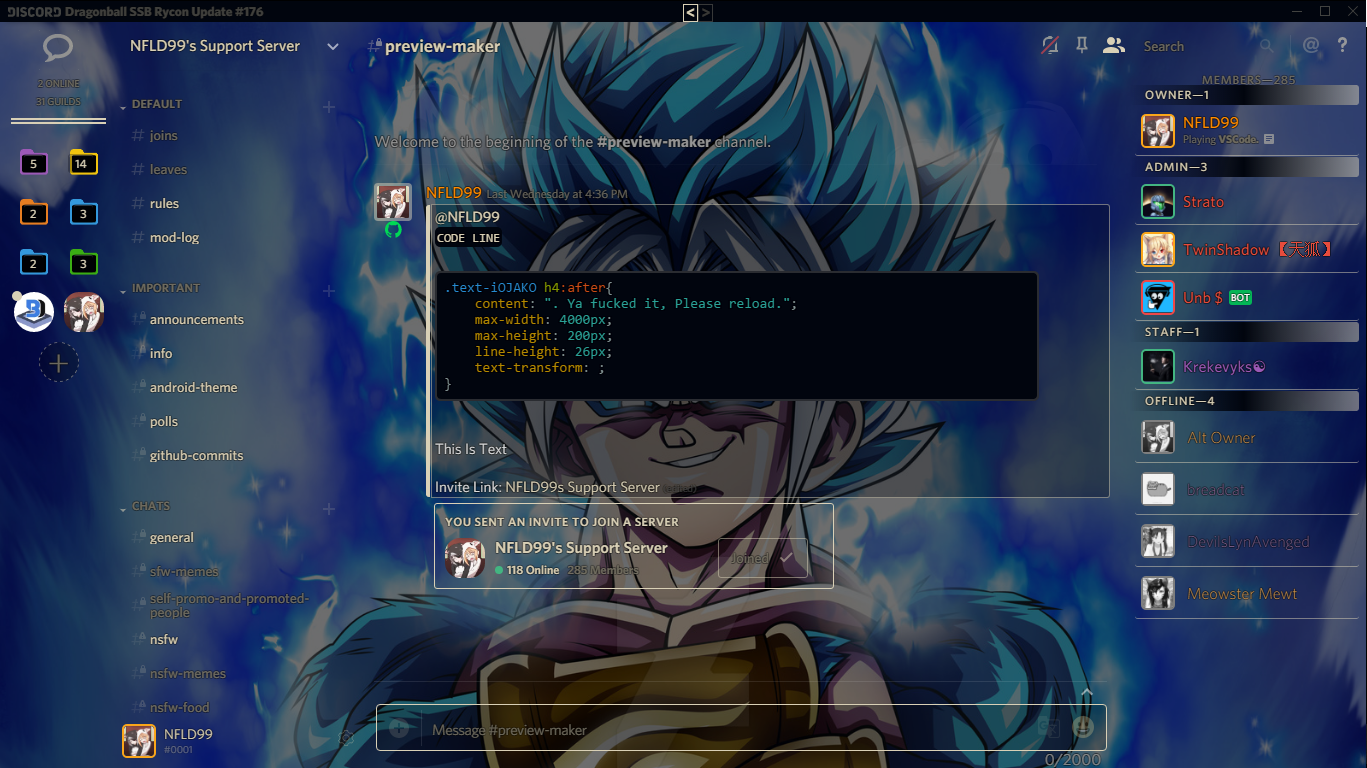 DISCORD Dragonball SSB Rycon Update #176
< >
2 ONLINE
31 GUILDS
5
14
2
3
2
3
NFLD99's Support Server
DEFAULT
joins
leaves
rules
mod-log
IMPORTANT
announcements
info
android-theme
polls
github-commits
CHATS
general
sfw-memes
self-promo-and-promoted-
people
nsfw
nsfw-memes
nsfw-food
NFLD99
#0001
#preview-maker
Search
Welcome to the beginning of the #preview-maker channel.
NFLD99 Last Wednesday at 4:36 PM
@NFLD99
CODE LINE
.text-iOJAKO h4:after{
content: ". Ya fucked it, Please reload.";
max-width: 4000px;
max-height: 200px;
line-height: 26px;
text-transform: ;
}
This Is Text
Invite Link: NFLD99s Support Server (edited)
YOU SENT AN INVITE TO JOIN A SERVER
NFLD99's Support Server
118 Online 285 Members
Joined
Message #preview-maker
0/2000
MEMBERS—285
OWNER—1
NFLD99
Playing VSCode.
ADMIN—3
Strato
TwinShadow 【天狐】
Unb $ BOT
STAFF—1
Krekevyks☯
OFFLINE—4
Alt Owner
breadcat
DevilsLynAvenged
Meowster Mewt